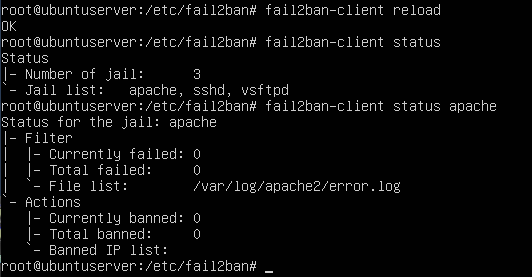 root@ubuntuserver:/etc/fail2ban# fail2ban-client reload
OK
root@ubuntuserver:/etc/fail2ban# fail2ban-client status
Status
|- Number of jail:      3
`- Jail list:   apache, sshd, vsftpd
root@ubuntuserver:/etc/fail2ban# fail2ban-client status apache
Status for the jail: apache
|- Filter
|  |- Currently failed: 0
|  |- Total failed:     0
|  `- File list:        /var/log/apache2/error.log
`- Actions
   |- Currently banned: 0
   |- Total banned:     0
   `- Banned IP list:
root@ubuntuserver:/etc/fail2ban# _